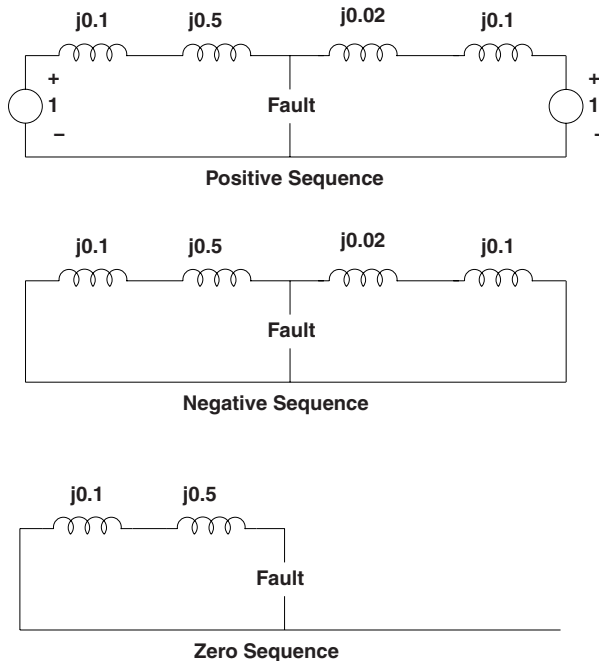 j0.1 j0.5 j0.02 j0.1
+ +
1 Fault 1
– –
Positive Sequence
j0.1 j0.5 j0.02 j0.1
Fault
Negative Sequence
j0.1 j0.5
Fault
Zero Sequence